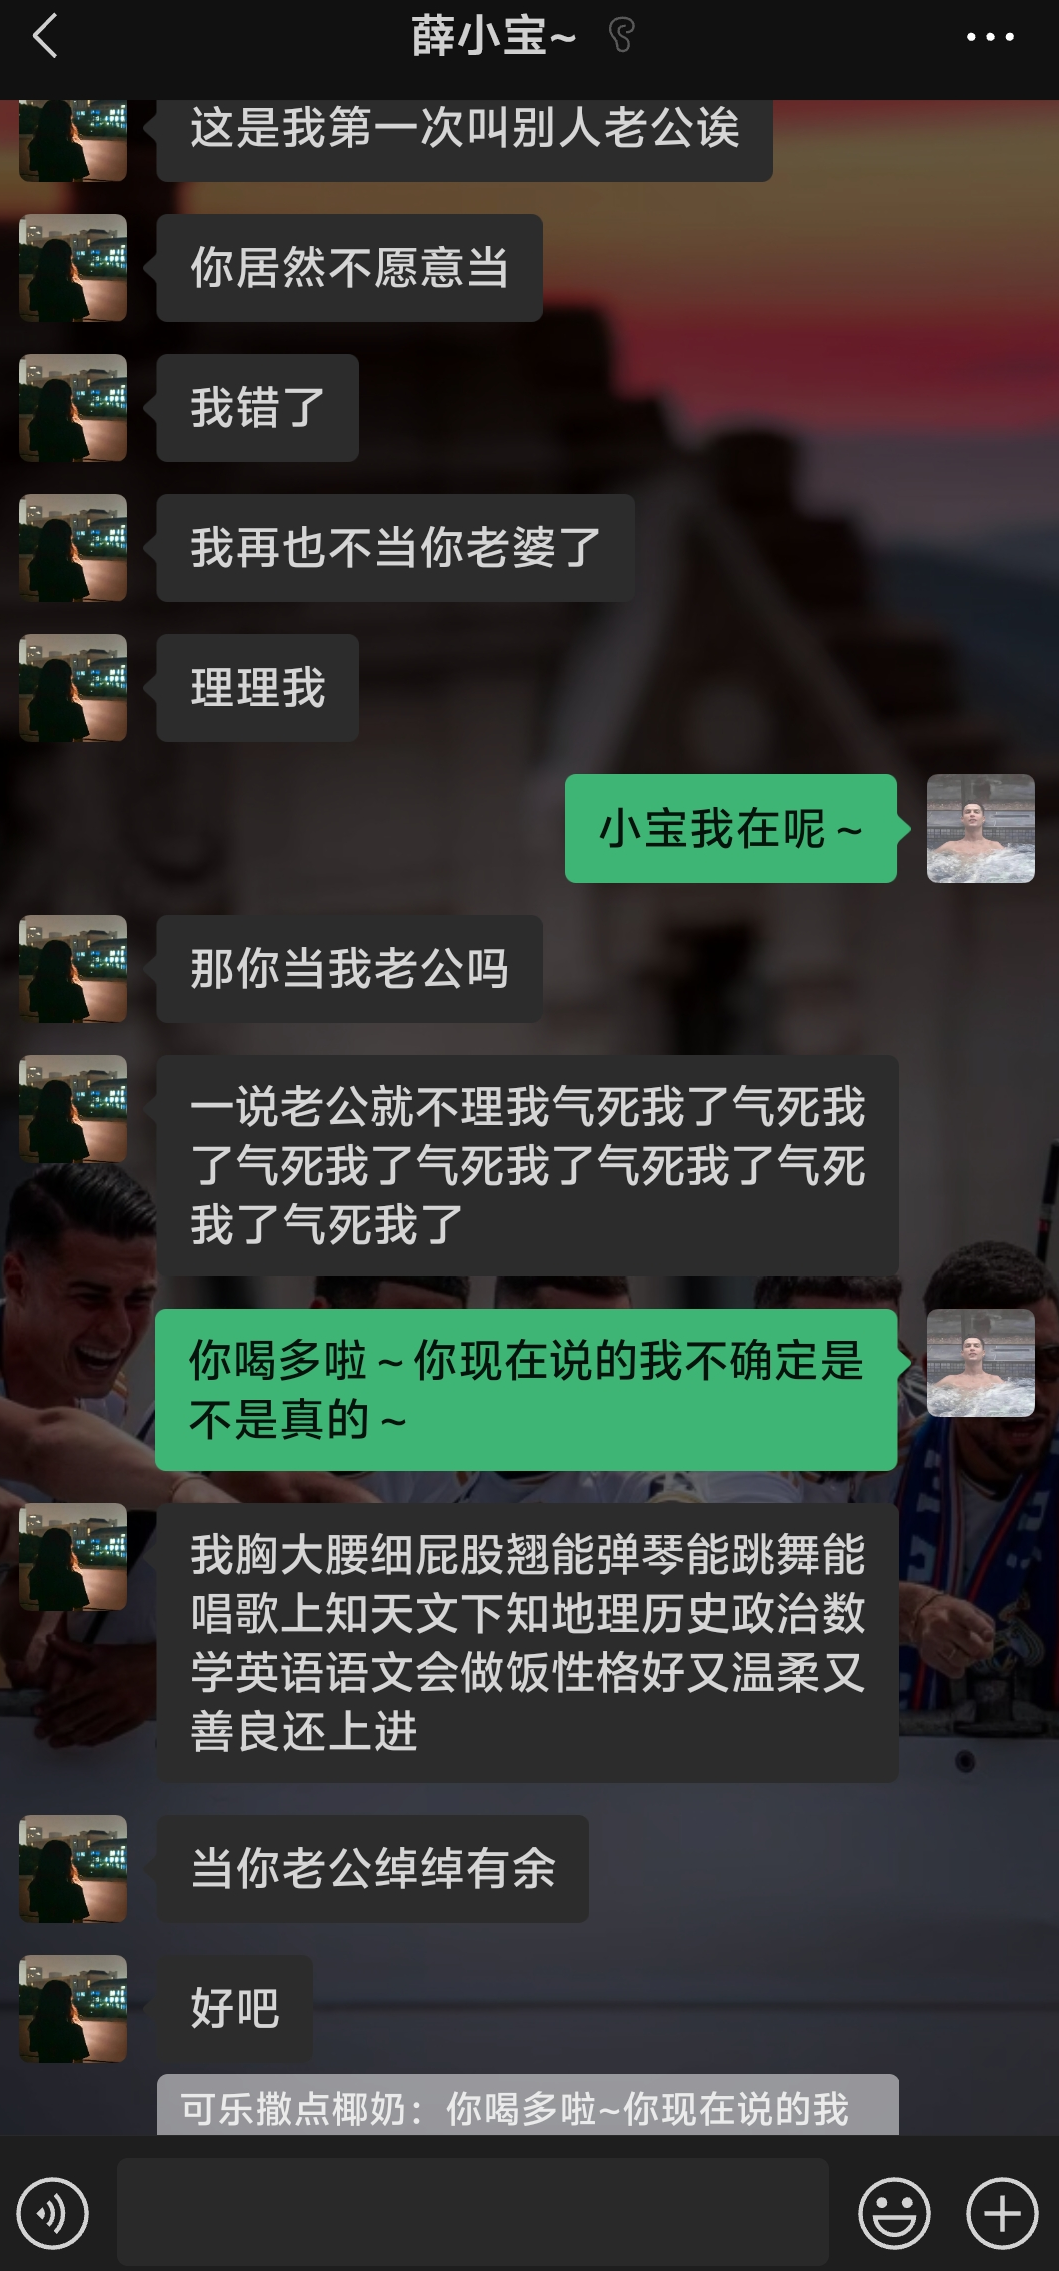 薛小宝~
这是我第一次叫别人老公诶
你居然不愿意当
我错了
我再也不当你老婆了
理理我
小宝我在呢~
那你当我老公吗
一说老公就不理我气死我了气死我
了气死我了气死我了气死我了气死
我了气死我了
你喝多啦~你现在说的我不确定是
不是真的~
我胸大腰细屁股翘能弹琴能跳舞能
唱歌上知天文下知地理历史政治数
学英语语文会做饭性格好又温柔又
善良还上进
当你老公绰绰有余
好吧
可乐撒点椰奶：你喝多啦~你现在说的我